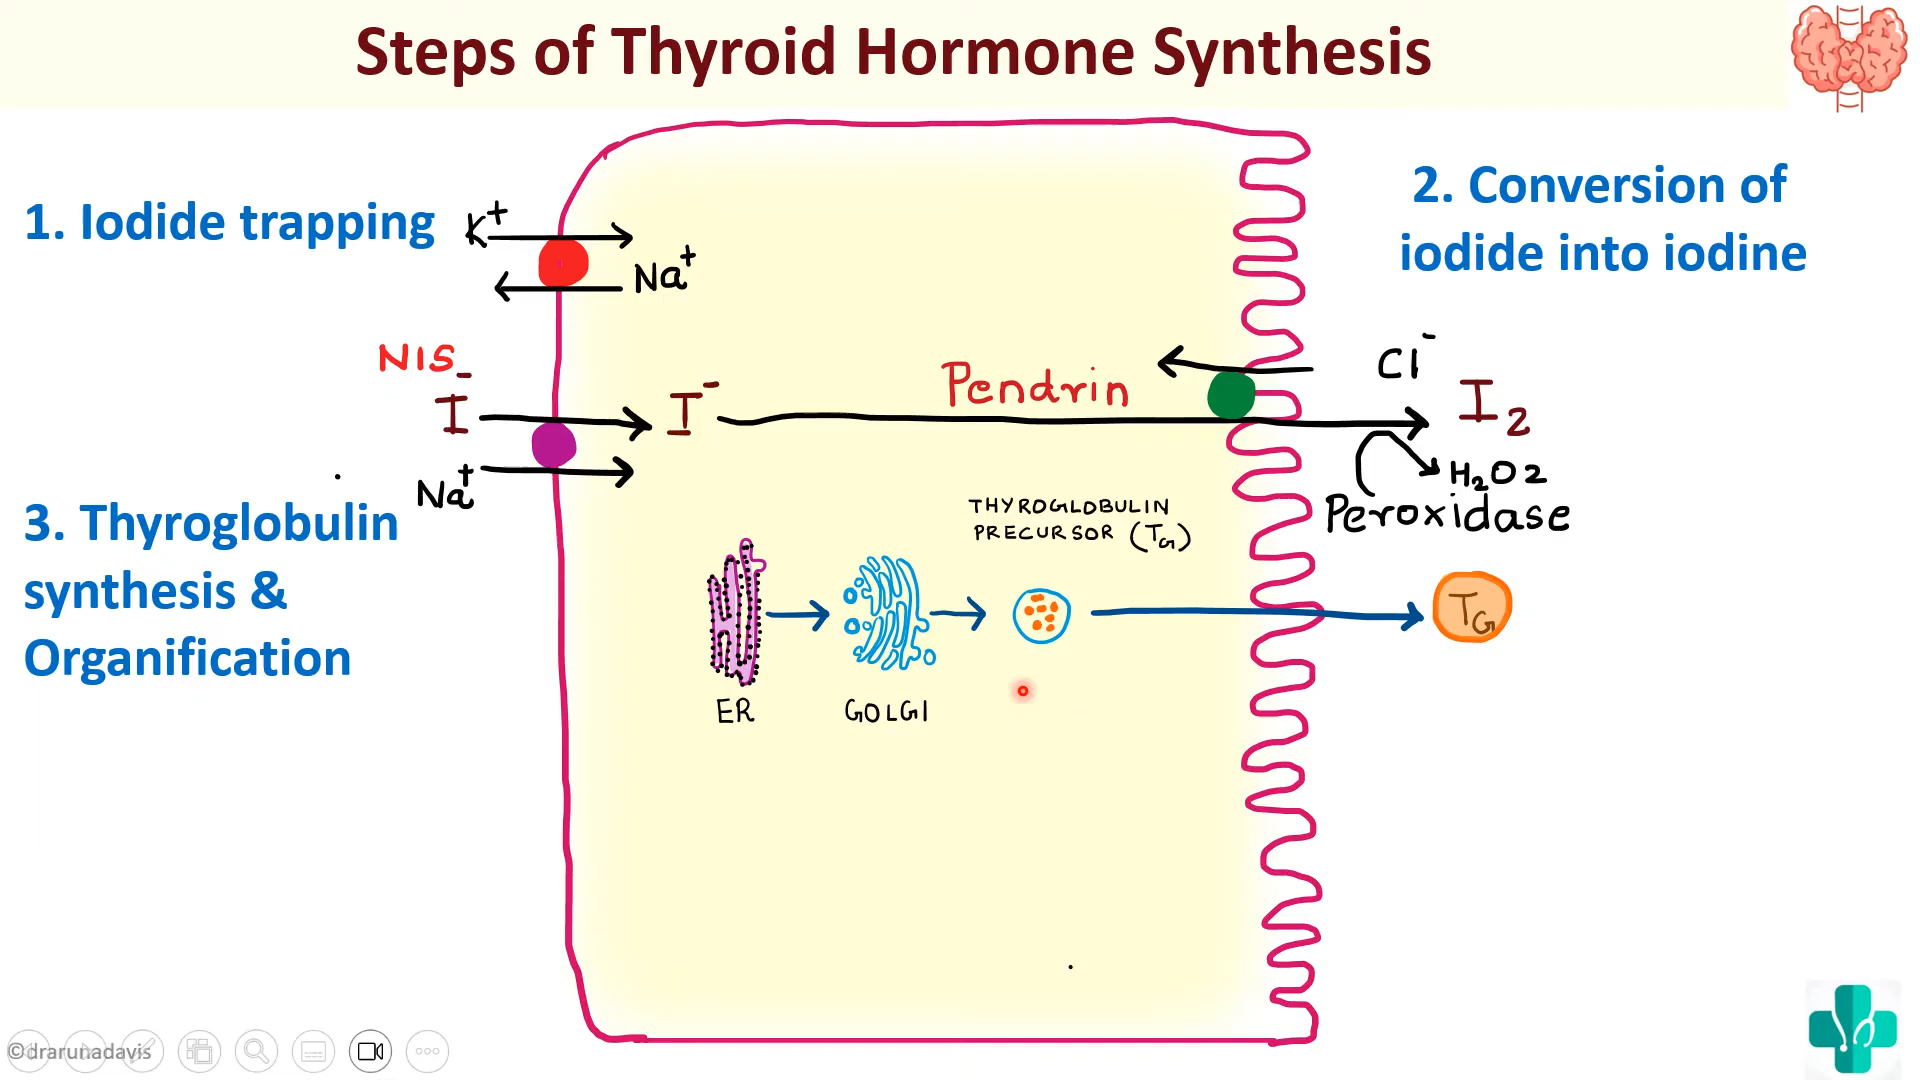 Steps of Thyroid Hormone Synthesis
1. Iodide trapping
K+
Na+
2. Conversion of
iodide into iodine
NIS
I-
I-
Pendrin
Cl-
I2
Na+
H2O2
Peroxidase
3. Thyroglobulin
synthesis &
Organification
THYROGLOBULIN
PRECURSOR (TG)
TG
ER
GOLGI
©drarunadavis